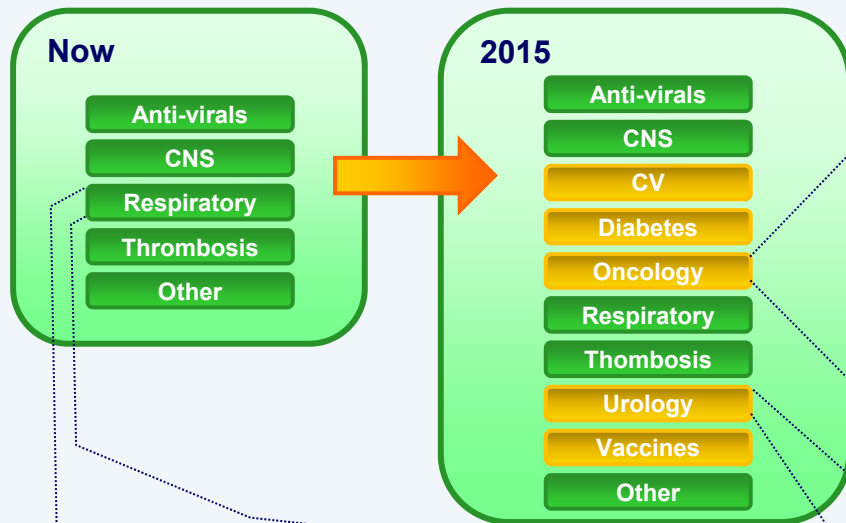 Now
Anti-virals
CNS
Respiratory
Thrombosis
Other
2015
Anti-virals
CNS
CV
Diabetes
Oncology
Respiratory
Thombosis
Urology
Vaccines
Other